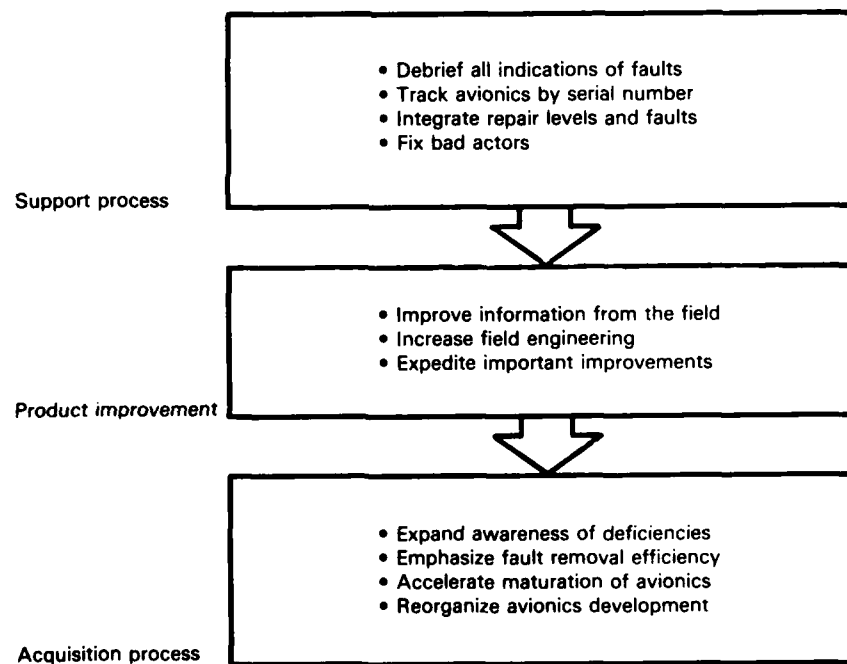 • Debrief all indications of faults
• Track avionics by serial number
• Integrate repair levels and faults
• Fix bad actors
Support process
• Improve information from the field
• Increase field engineering
• Expedite important improvements
Product improvement
• Expand awareness of deficiencies
• Emphasize fault removal efficiency
• Accelerate maturation of avionics
• Reorganize avionics development
Acquisition process